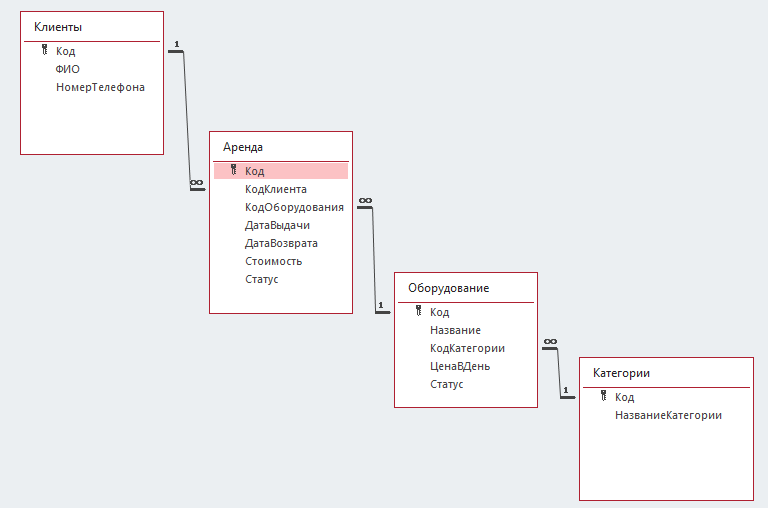 Клиенты
Код
ФИО
НомерТелефона
1
∞
Аренда
Код
КодКлиента
КодОборудования
ДатаВыдачи
ДатаВозврата
Стоимость
Статус
∞
1
Оборудование
Код
Название
КодКатегории
ЦенаВДень
Статус
∞
1
Категории
Код
НазваниеКатегории